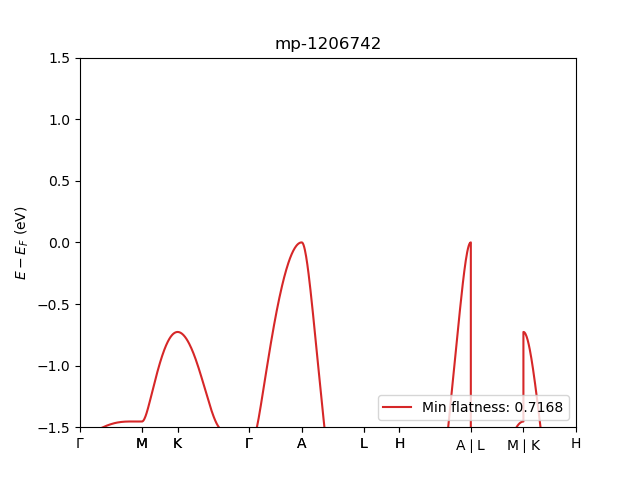 mp-1206742
E − E_F (eV)
1.5
1.0
0.5
0.0
−0.5
−1.0
−1.5
Min flatness: 0.7168
Γ M K Γ A L H A | L M | K H